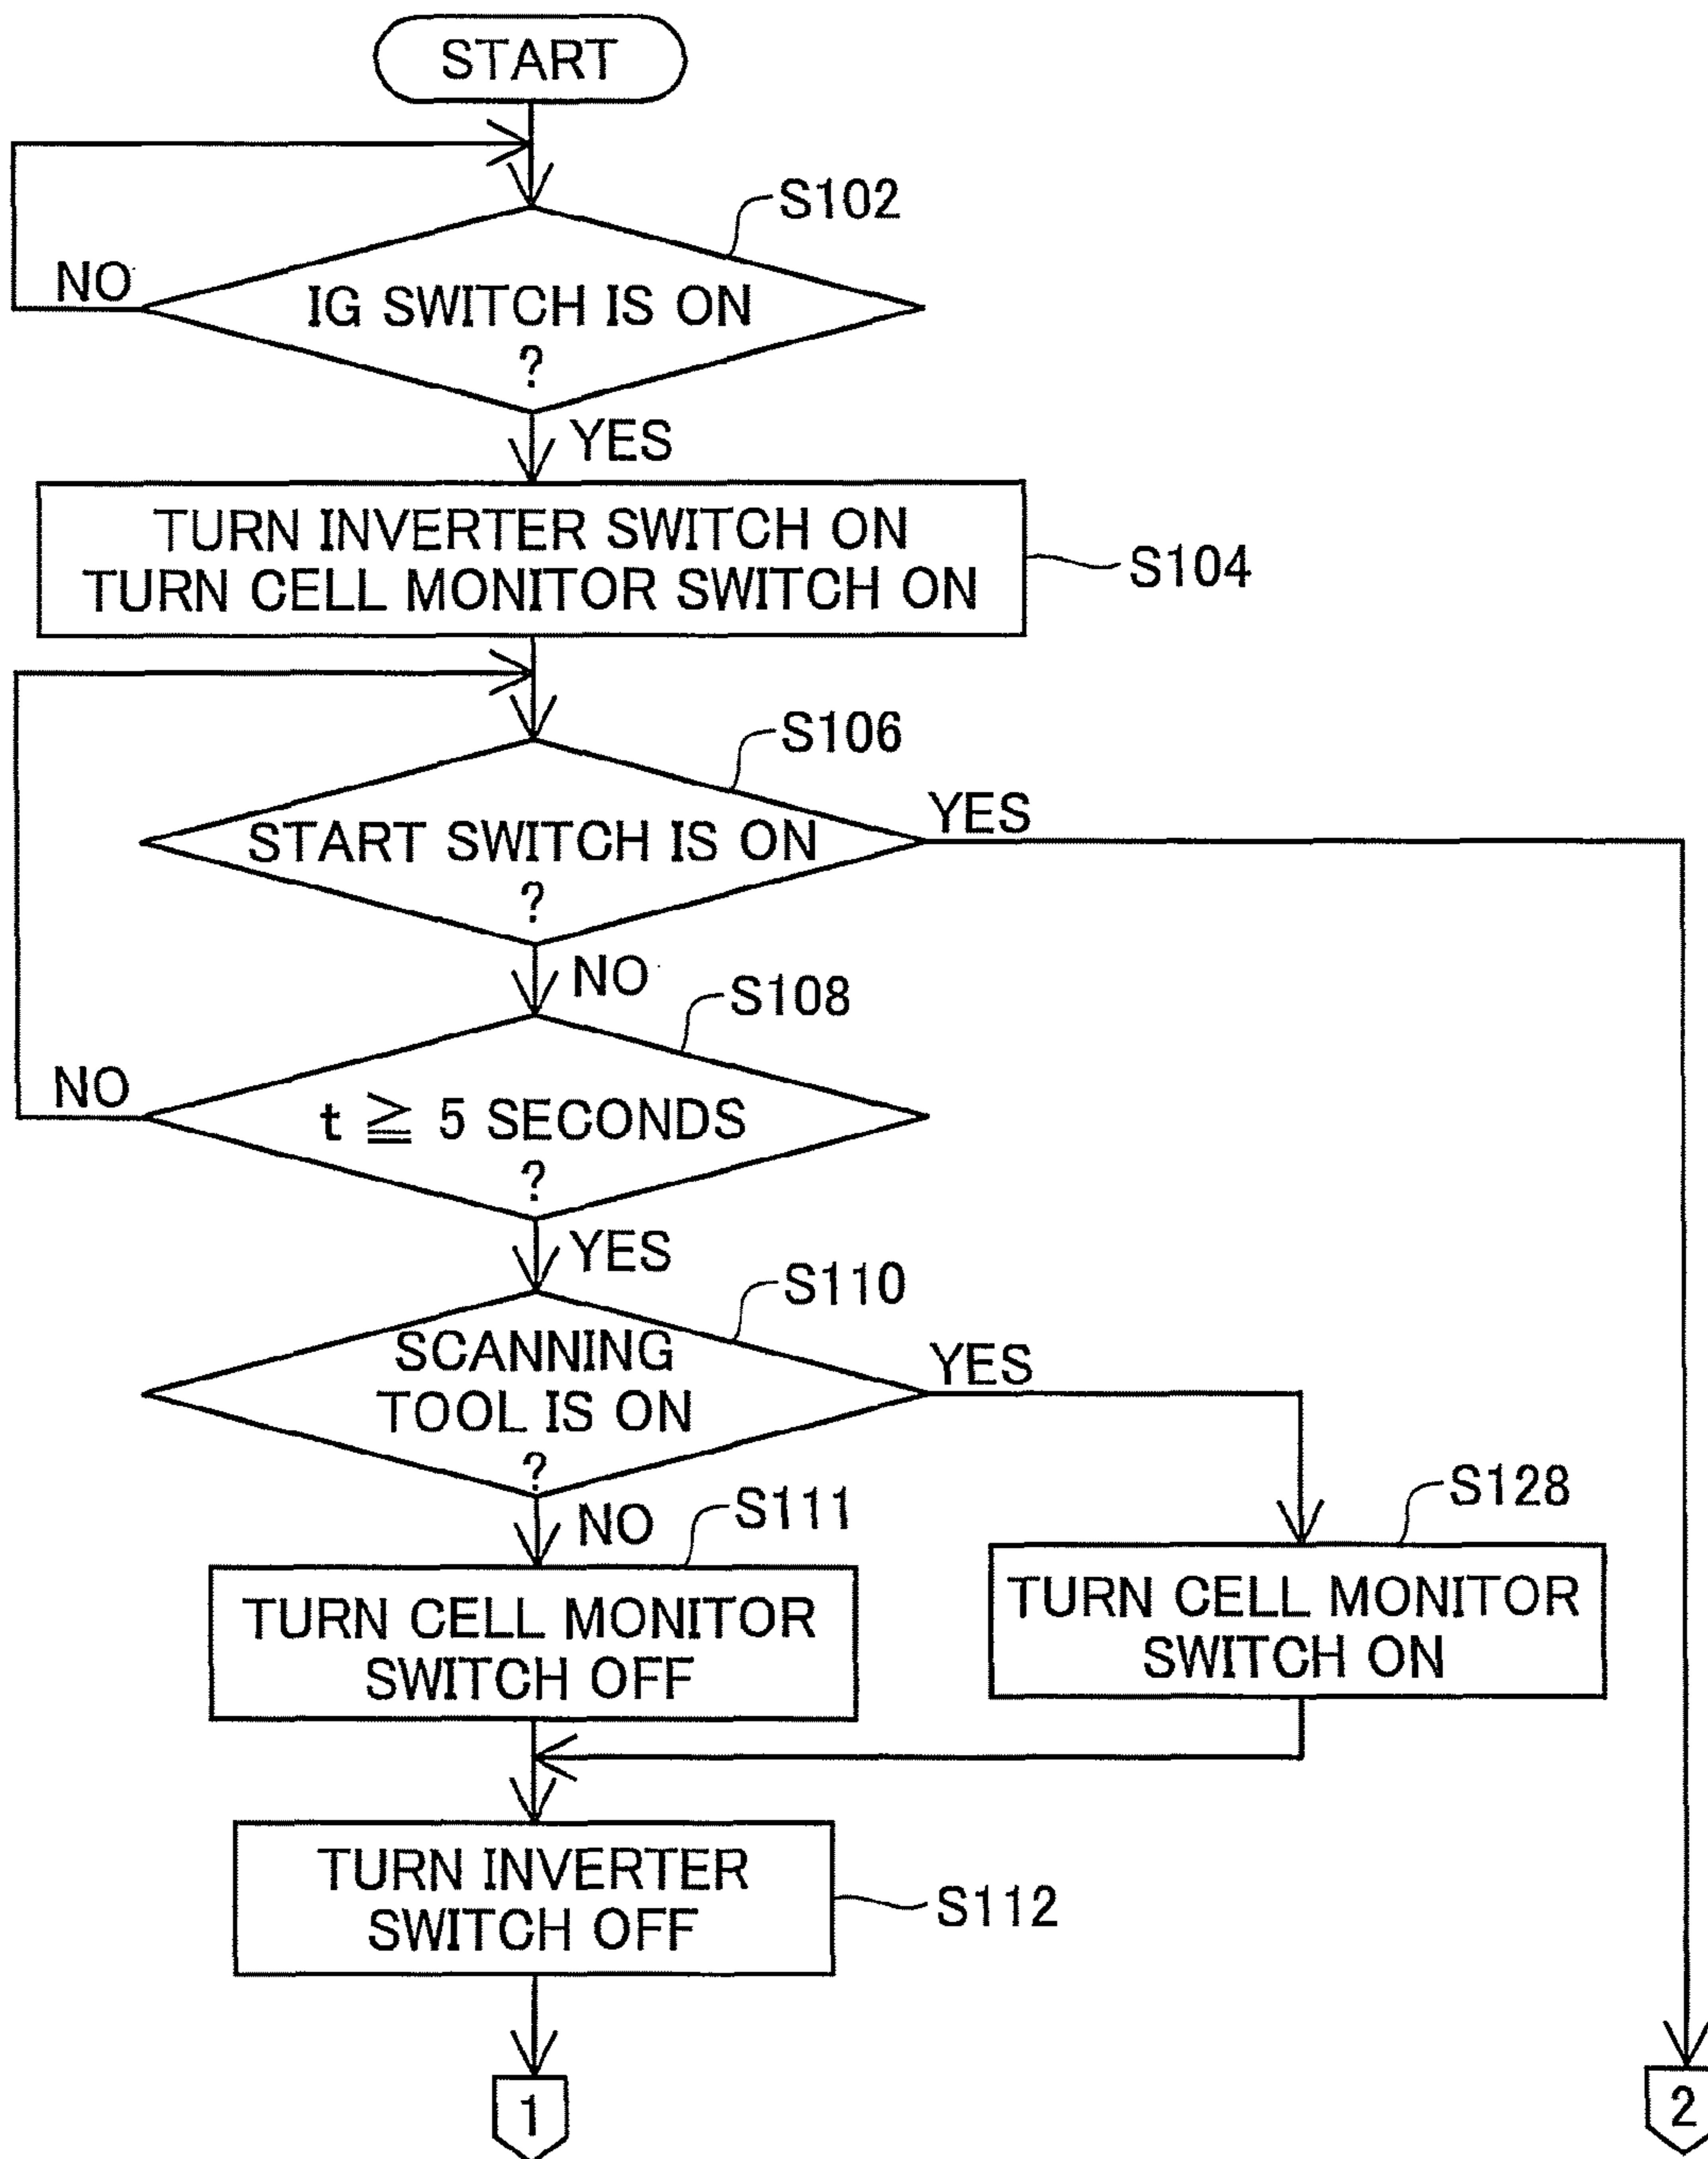 START
S102
NO
IG SWITCH IS ON
?
YES
TURN INVERTER SWITCH ON
TURN CELL MONITOR SWITCH ON
S104
S106
YES
START SWITCH IS ON
?
NO
S108
NO
t ≧ 5 SECONDS
?
YES
S110
SCANNING
TOOL IS ON
?
YES
NO
S111
S128
TURN CELL MONITOR
SWITCH OFF
TURN CELL MONITOR
SWITCH ON
TURN INVERTER
SWITCH OFF
S112
1
2